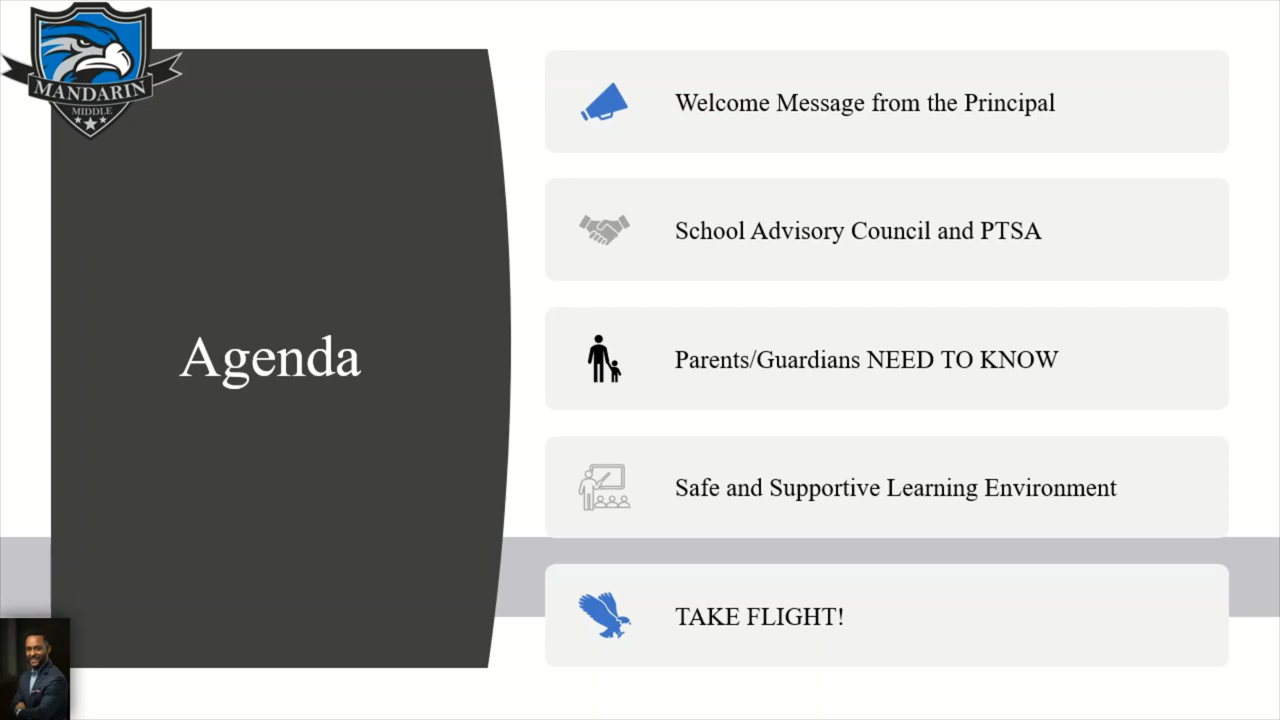 MANDARIN
MIDDLE
Agenda
Welcome Message from the Principal
School Advisory Council and PTSA
Parents/Guardians NEED TO KNOW
Safe and Supportive Learning Environment
TAKE FLIGHT!